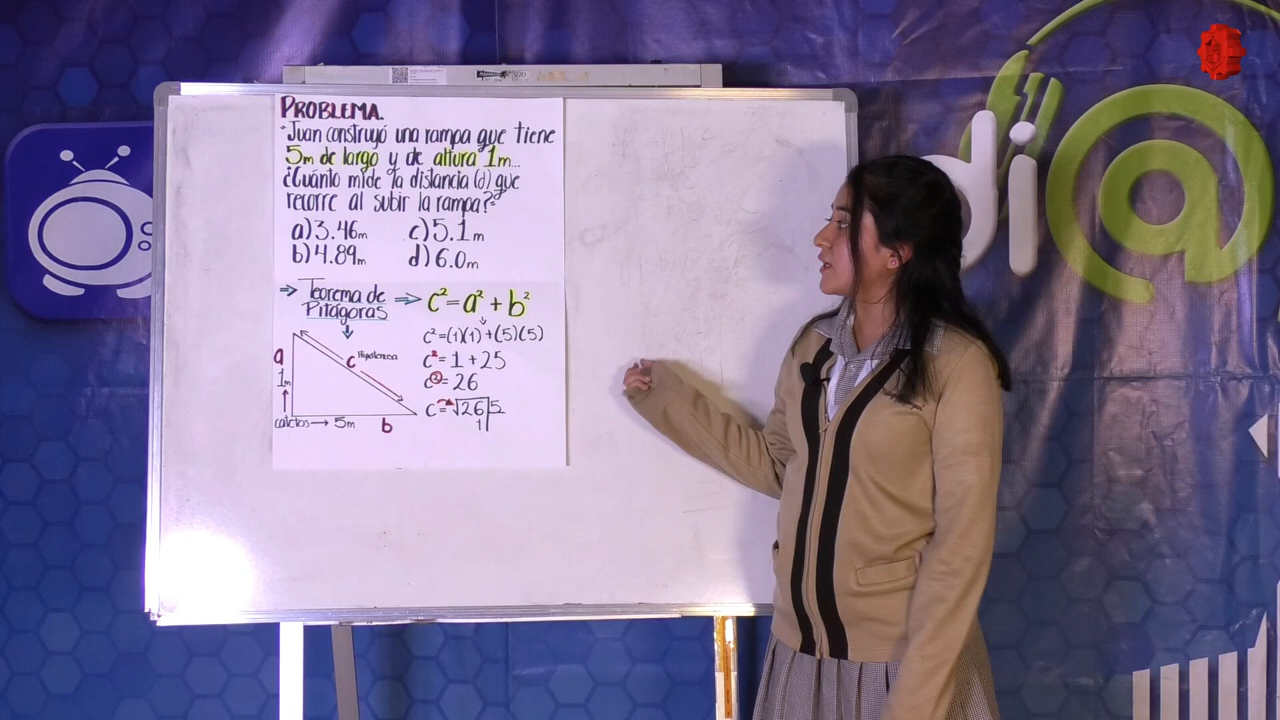 PROBLEMA.
"Juan construyó una rampa que tiene
5m de largo y de altura 1m...
¿Cuánto mide la distancia (d) que
recorre al subir la rampa?"
a) 3.46m c) 5.1m
b) 4.89m d) 6.0m
⇒ Teorema de ⇒ c² = a² + b²
Pitágoras
c² = (1)(1) + (5)(5)
a c Hipotenusa c² = 1 + 25
1m c² = 26
c = √26 5
1
catetos → 5m b
di@